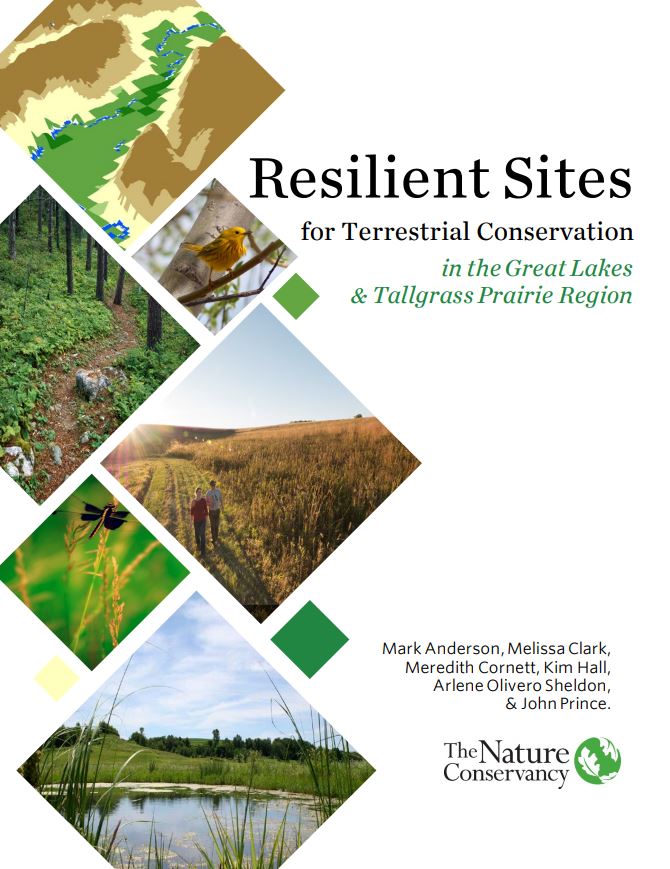 Resilient Sites
for Terrestrial Conservation
in the Great Lakes
& Tallgrass Prairie Region
Mark Anderson, Melissa Clark,
Meredith Cornett, Kim Hall,
Arlene Olivero Sheldon,
& John Prince.
The Nature
Conservancy